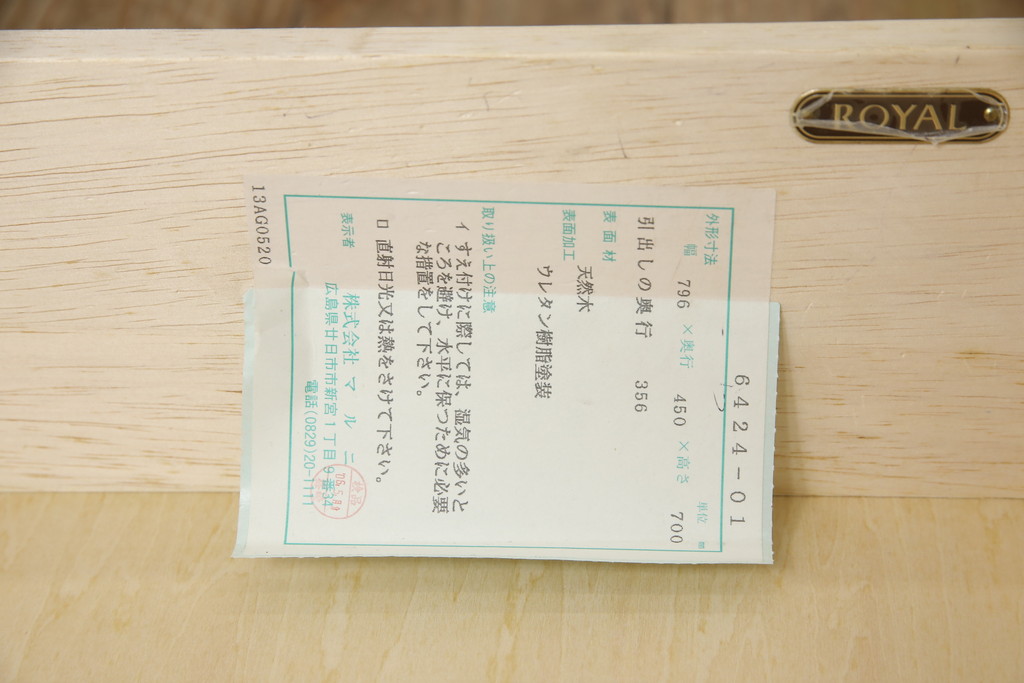 ROYAL
6424-01
外形寸法 単位 ㎜
幅 796 ×奥行 450 ×高さ 700
引出しの奥行 356
表面材 天然木
表面加工 ウレタン樹脂塗装
取り扱い上の注意
イ すえ付けに際しては、湿気の多いと
ころを避け、水平に保つために必要
な措置をして下さい。
ロ 直射日光又は熱をさけて下さい。
表示者 株式会社 マルニ
広島県廿日市市新宮1丁目9番34
電話(0829)20-1111
13AG0520